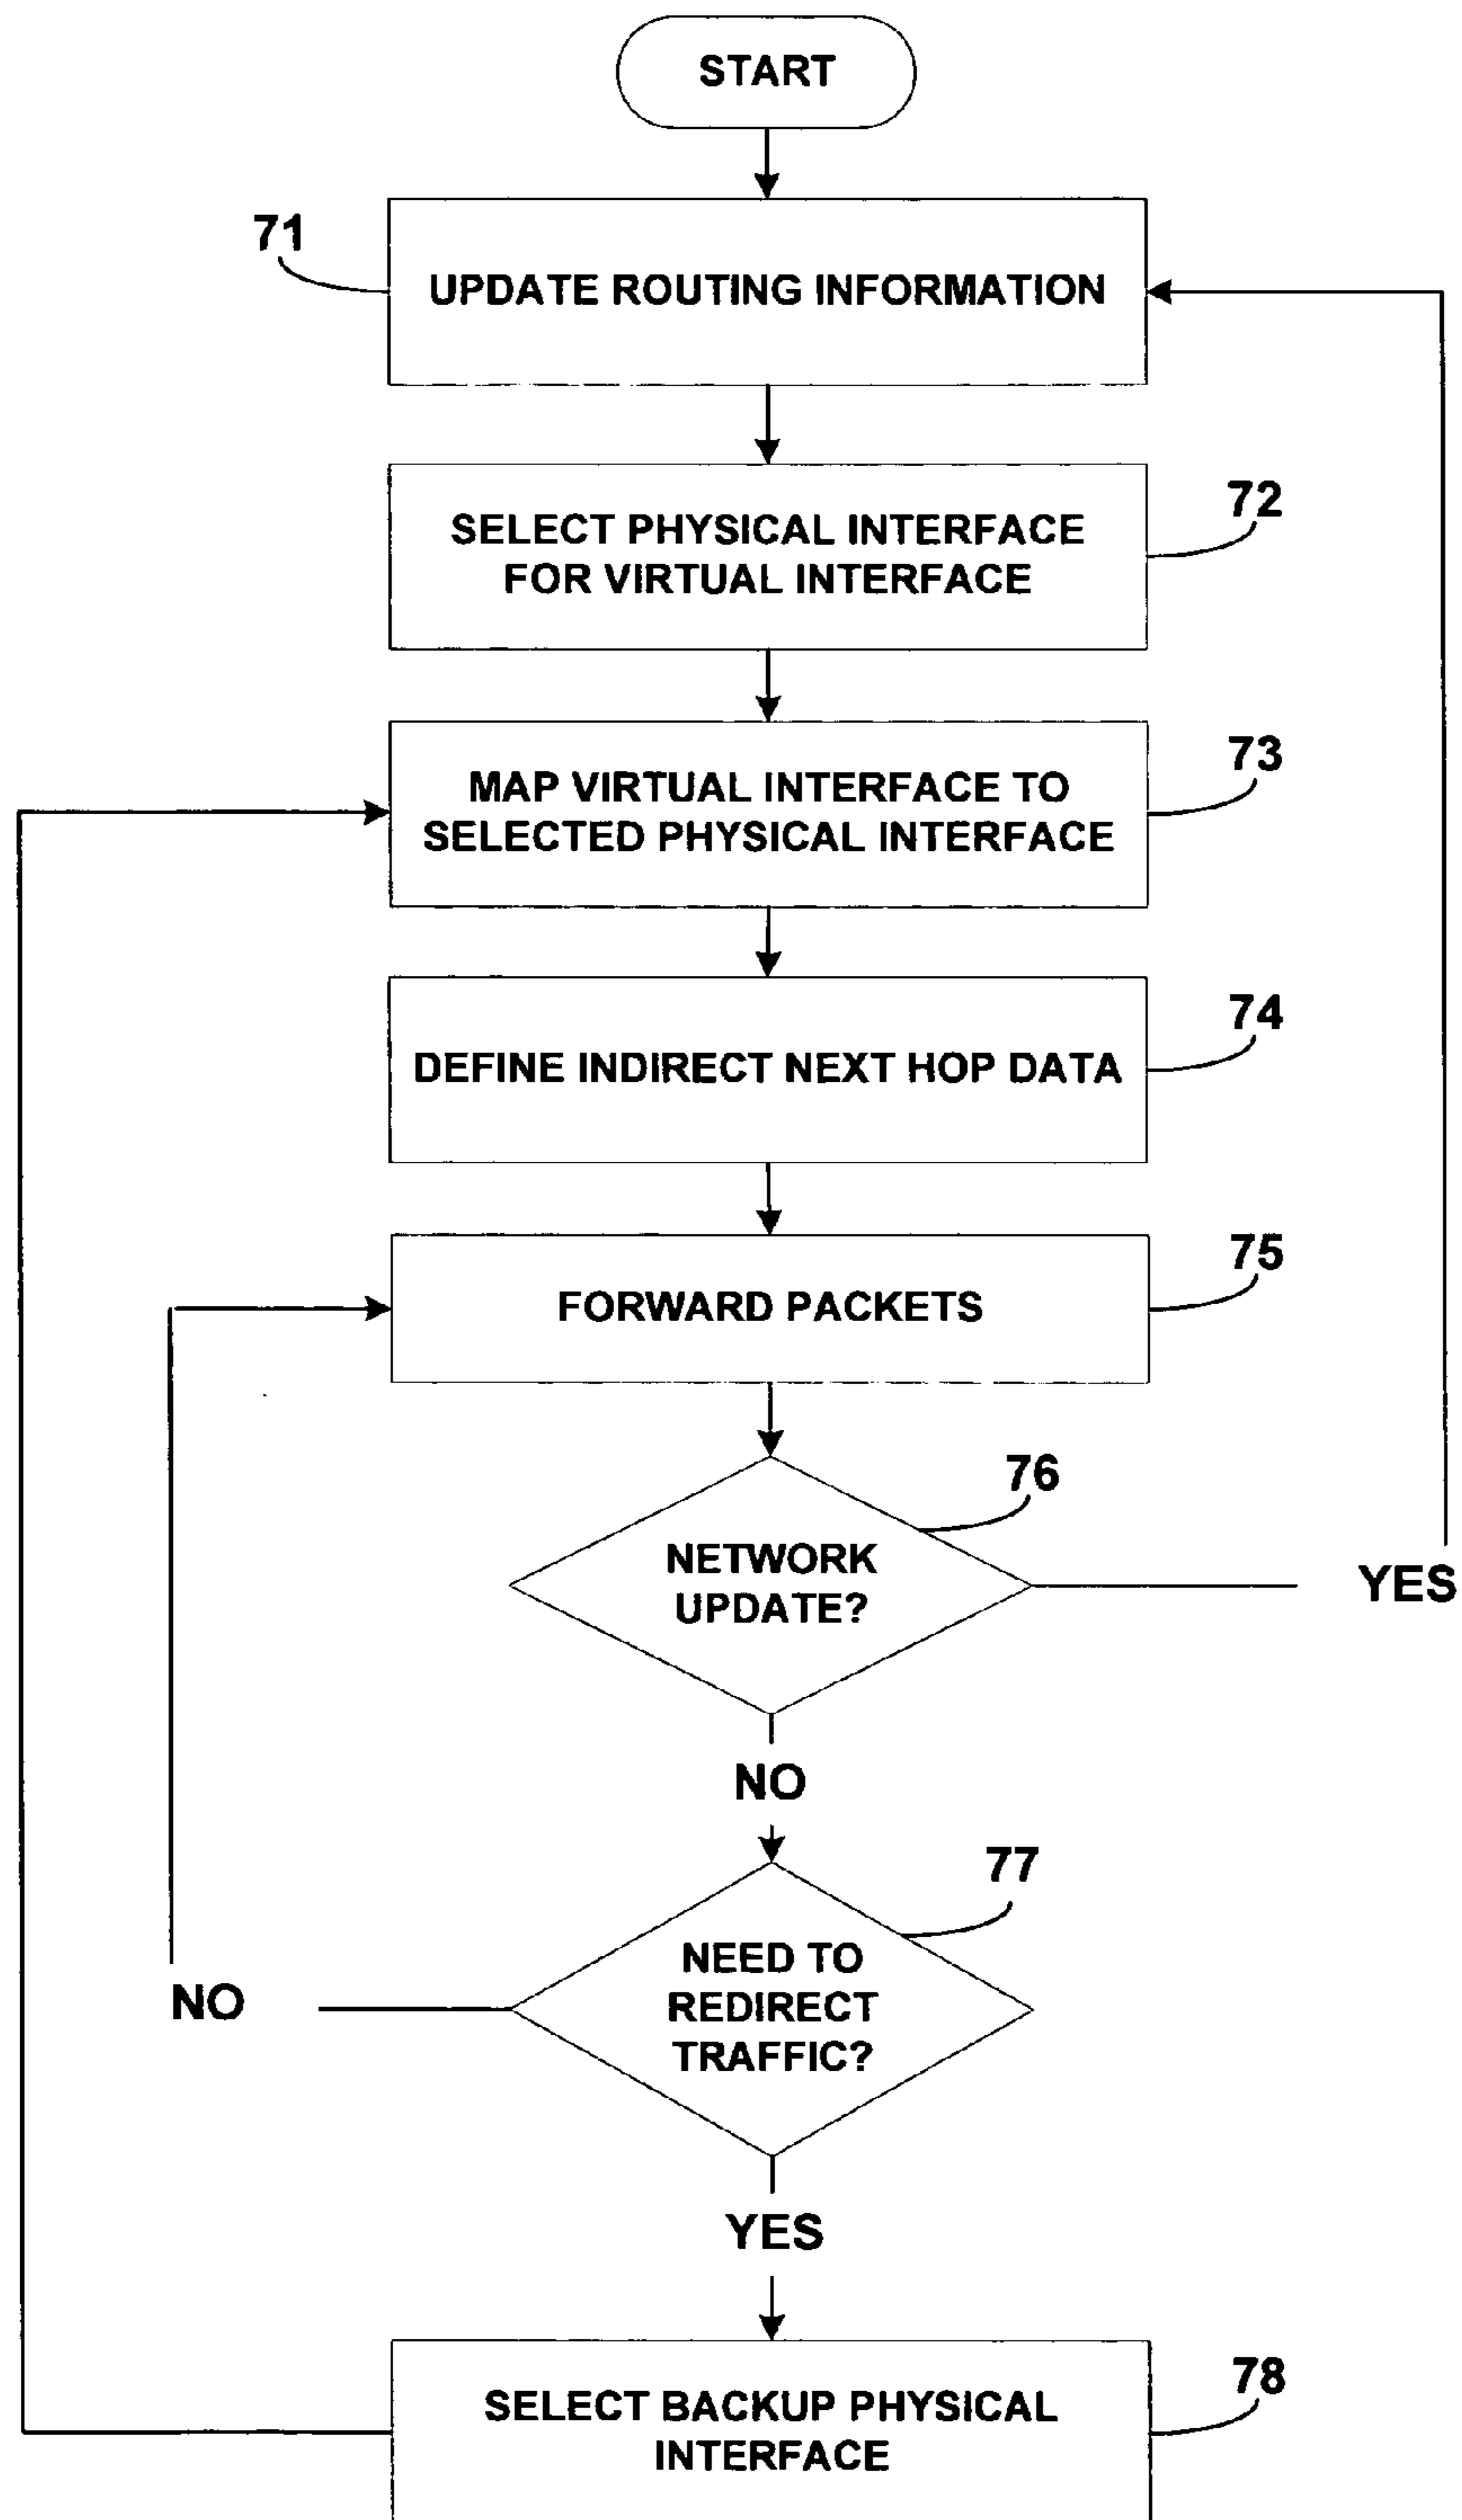 START
71
UPDATE ROUTING INFORMATION
72
SELECT PHYSICAL INTERFACE
FOR VIRTUAL INTERFACE
73
MAP VIRTUAL INTERFACE TO
SELECTED PHYSICAL INTERFACE
74
DEFINE INDIRECT NEXT HOP DATA
75
FORWARD PACKETS
76
NETWORK
UPDATE?
YES
NO
77
NEED TO
REDIRECT
TRAFFIC?
NO
YES
78
SELECT BACKUP PHYSICAL
INTERFACE